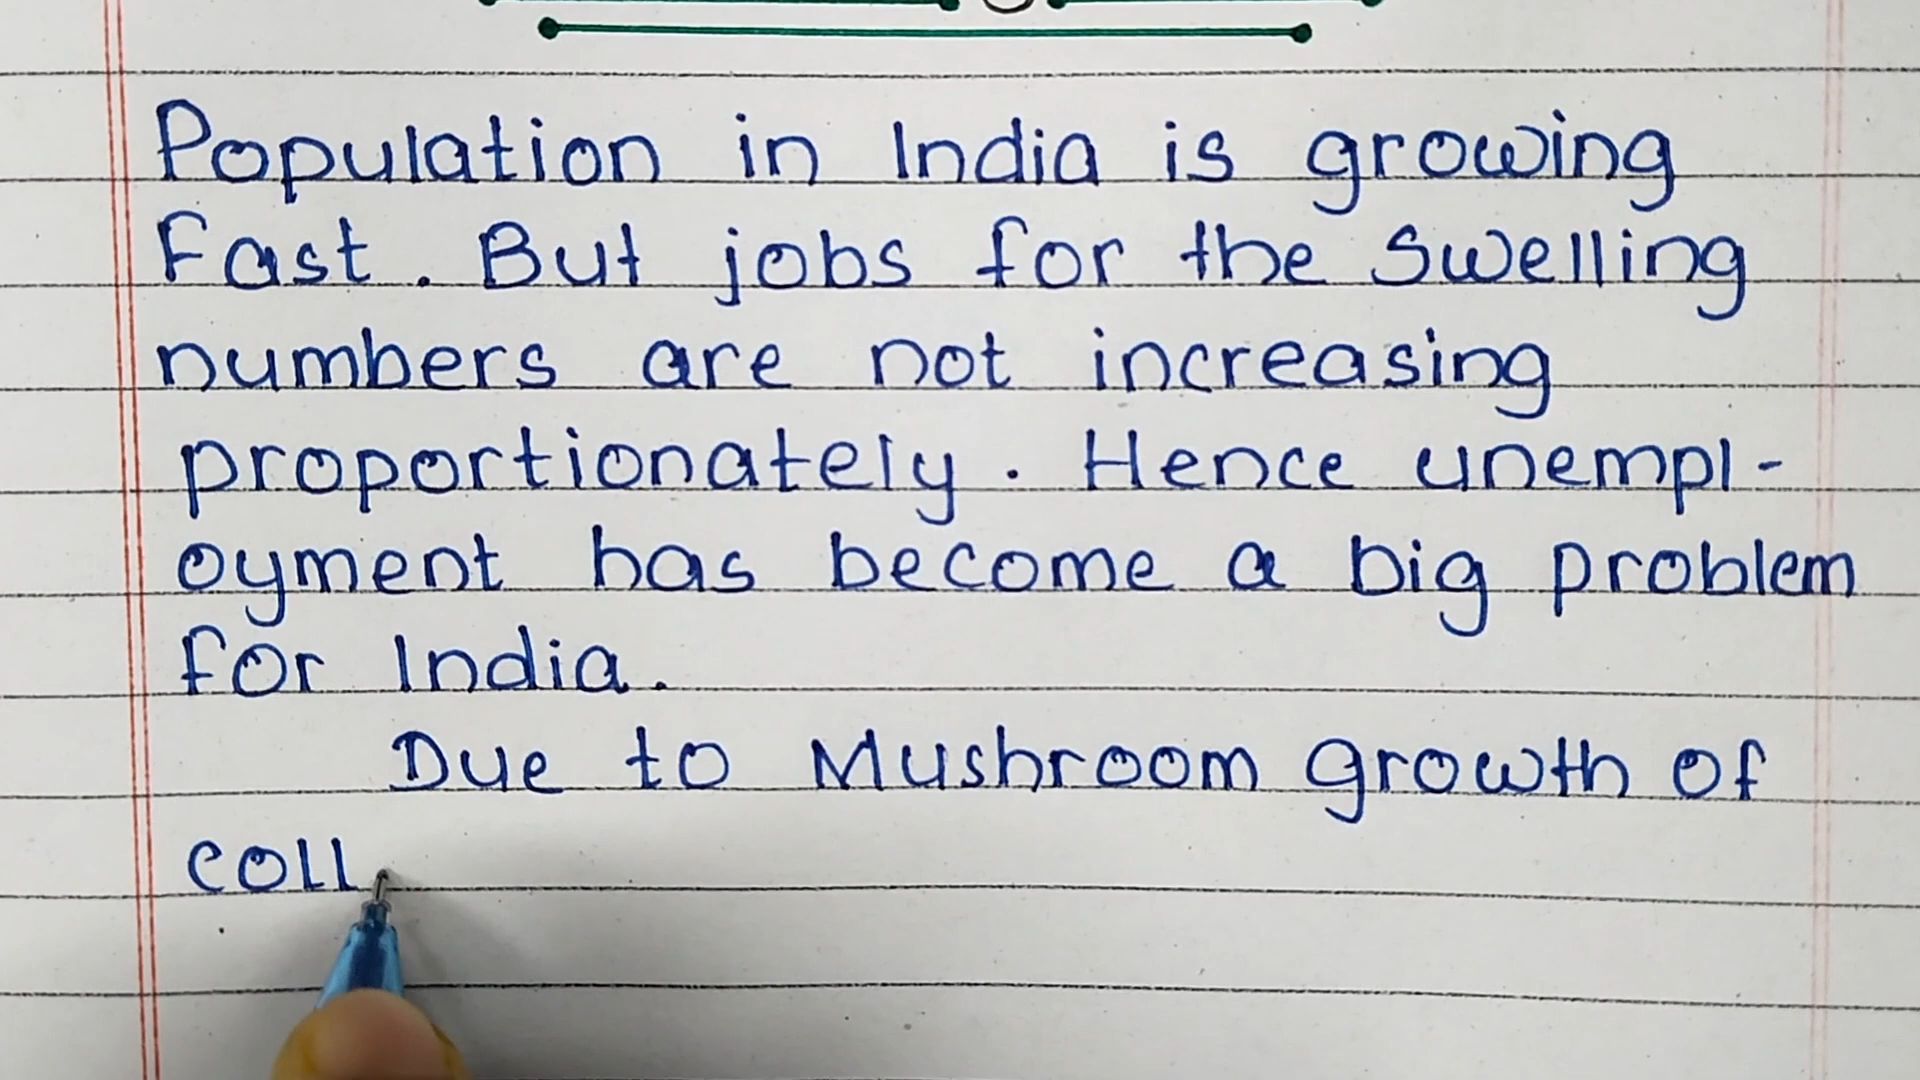 Population in India is growing
fast. But jobs for the swelling
numbers are not increasing
proportionately. Hence unempl-
oyment has become a big problem
for India.
Due to Mushroom growth of
coll